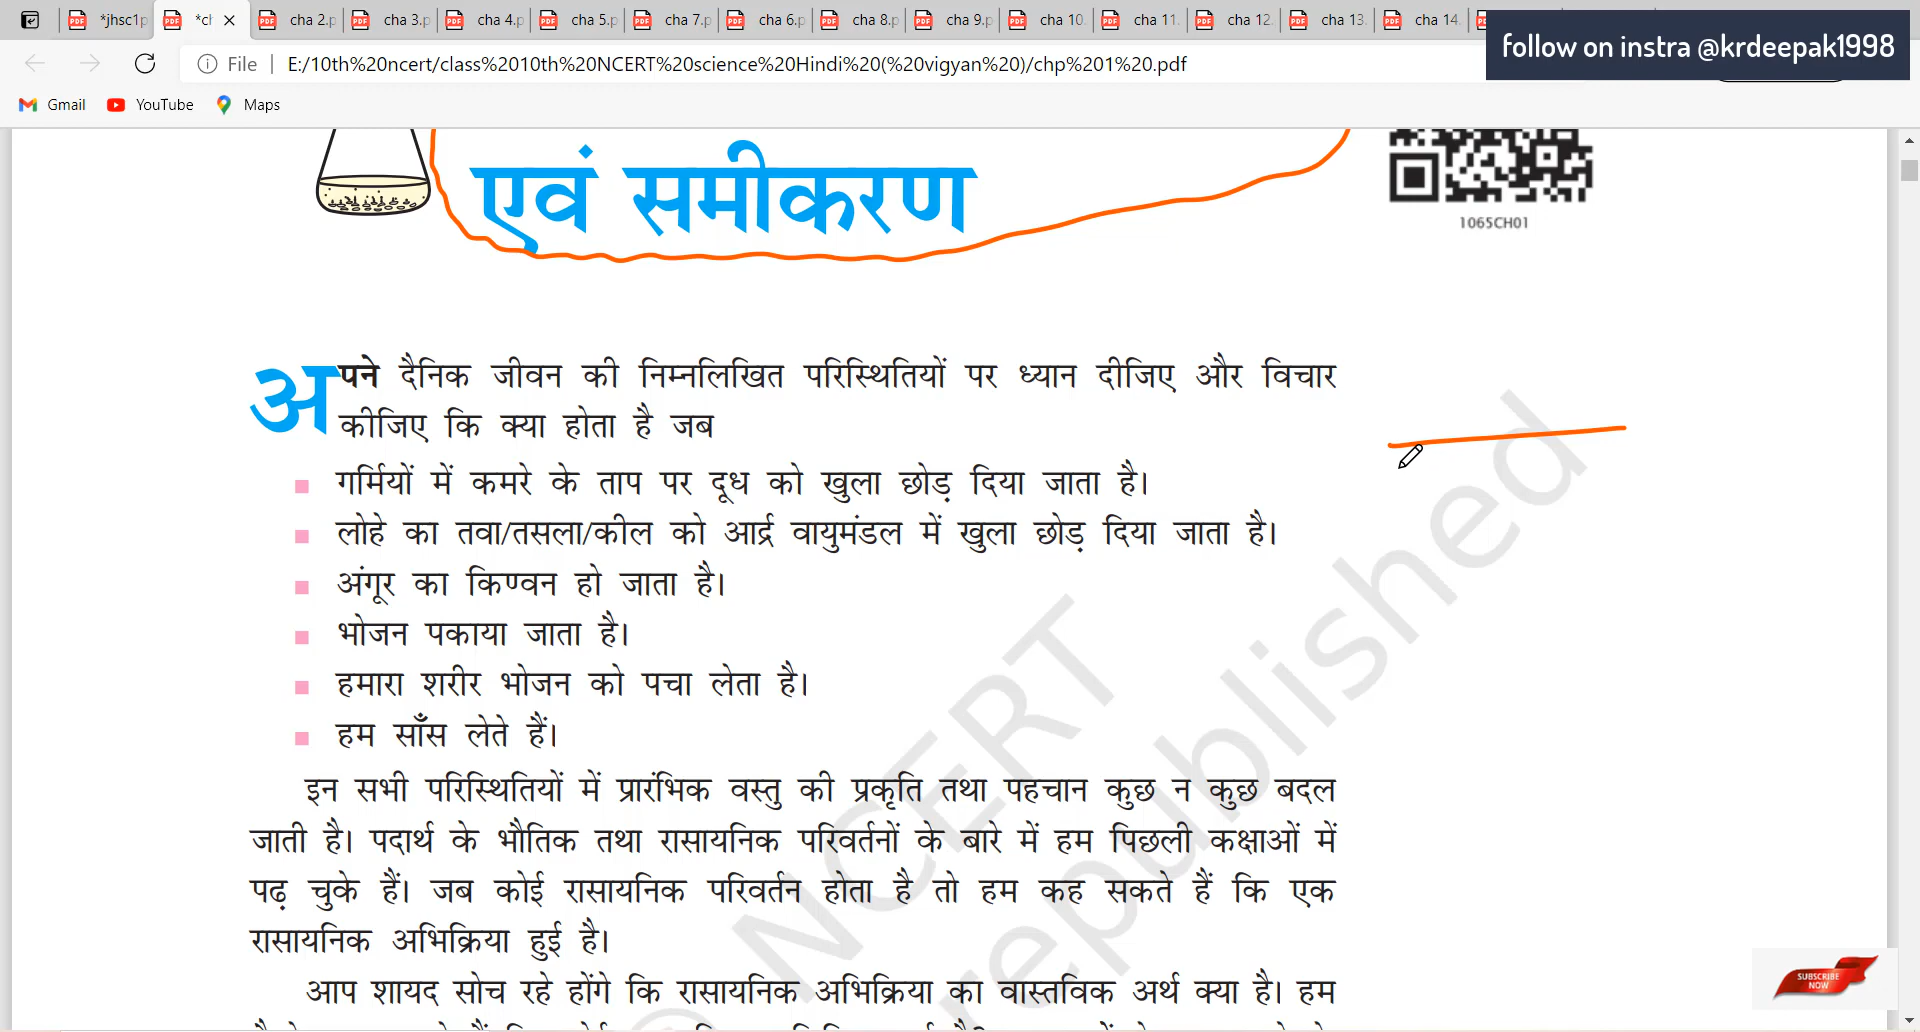 *jhsc1p
*cl
cha 2.p
cha 3.p
cha 4.p
cha 5.p
cha 7.p
cha 6.p
cha 8.p
cha 9.p
cha 10.
cha 11.
cha 12.
cha 13.
cha 14.
follow on instra @krdeepak1998
File
E:/10th%20ncert/class%2010th%20NCERT%20science%20Hindi%20(%20vigyan%20)/chp%201%20.pdf
Gmail
YouTube
Maps
एवं समीकरण
1065CH01
अपने दैनिक जीवन की निम्नलिखित परिस्थितियों पर ध्यान दीजिए और विचार
कीजिए कि क्या होता है जब
गर्मियों में कमरे के ताप पर दूध को खुला छोड़ दिया जाता है।
लोहे का तवा/तसला/कील को आर्द्र वायुमंडल में खुला छोड़ दिया जाता है।
अंगूर का किण्वन हो जाता है।
भोजन पकाया जाता है।
हमारा शरीर भोजन को पचा लेता है।
हम साँस लेते हैं।
इन सभी परिस्थितियों में प्रारंभिक वस्तु की प्रकृति तथा पहचान कुछ न कुछ बदल
जाती है। पदार्थ के भौतिक तथा रासायनिक परिवर्तनों के बारे में हम पिछली कक्षाओं में
पढ़ चुके हैं। जब कोई रासायनिक परिवर्तन होता है तो हम कह सकते हैं कि एक
रासायनिक अभिक्रिया हुई है।
आप शायद सोच रहे होंगे कि रासायनिक अभिक्रिया का वास्तविक अर्थ क्या है। हम
© NCERT
republished
SUBSCRIBE
NOW